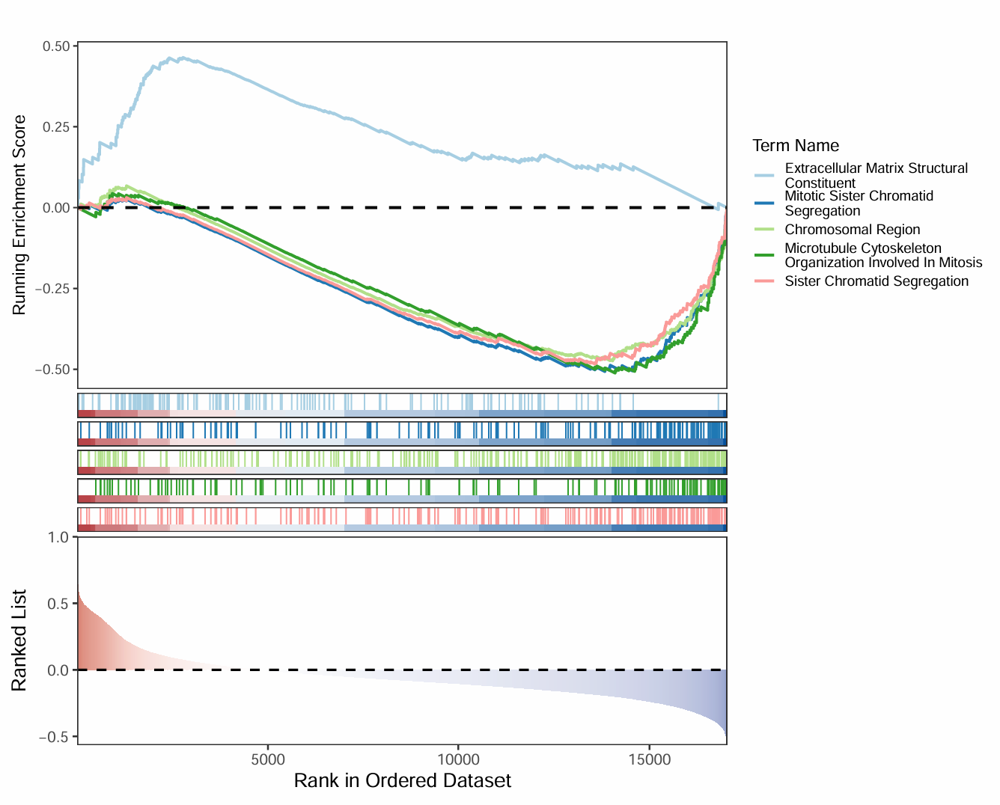 0.50
0.25
0.00
−0.25
−0.50
Running Enrichment Score
Term Name
Extracellular Matrix Structural
Constituent
Mitotic Sister Chromatid
Segregation
Chromosomal Region
Microtubule Cytoskeleton
Organization Involved In Mitosis
Sister Chromatid Segregation
1.0
0.5
0.0
−0.5
Ranked List
5000
10000
15000
Rank in Ordered Dataset